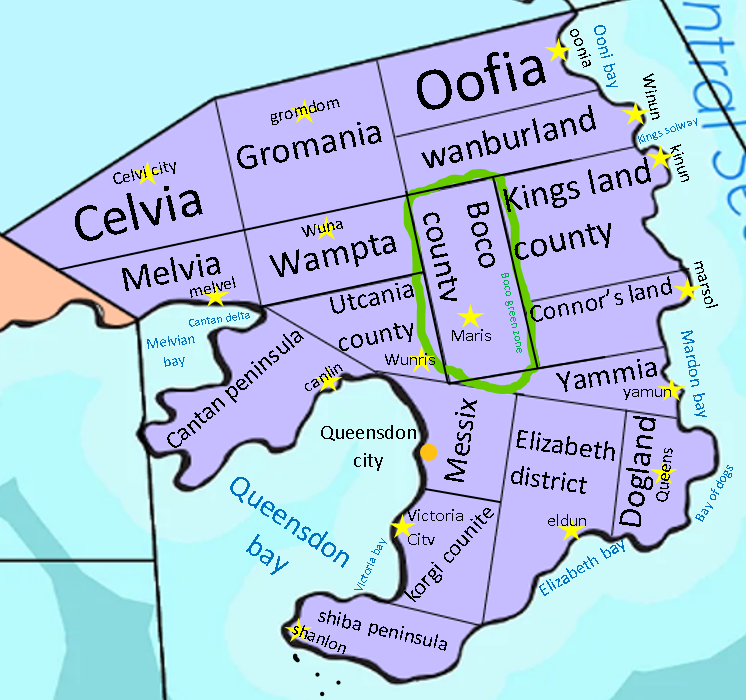 Oofia
oonia
Ooni bay
ntral Se
gromdom
Gromania
wanburland
Winun
Kings solway
kinun
Celvi city
Celvia
Kings land
county
Boco
county
Boco green zone
Maris
Wuna
Wampta
Melvia
melvel
Cantan delta
Melvian
bay
Utcania
county
Wunris
Connor's land
marsol
Mardon bay
Yammia
yamun
Cantan peninsula
canlin
Queensdon
city
Messix
Elizabeth
district
Dogland
Queens
Bay of dogs
Queensdon
bay
Victoria
City
Victoria bay
korgi counite
eldun
Elizabeth bay
shiba peninsula
shanlon